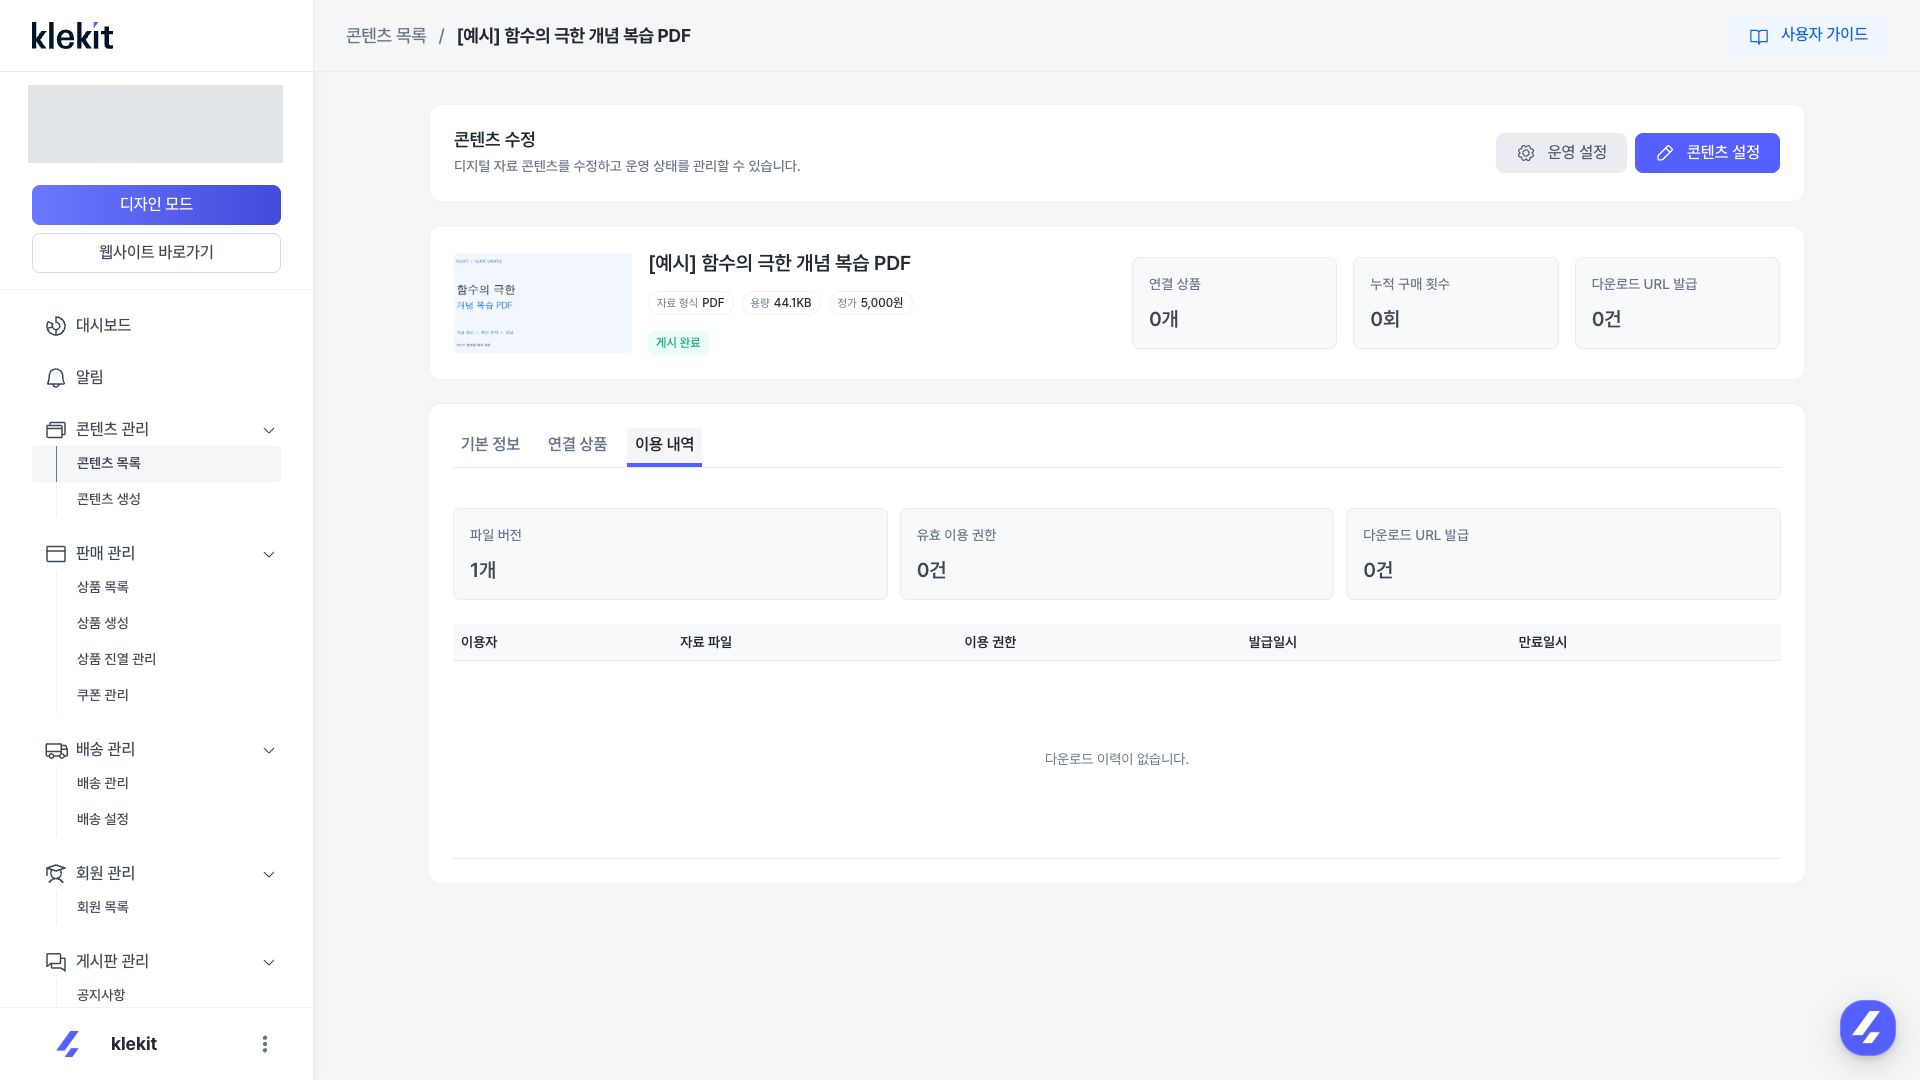 klekit
콘텐츠 목록 / [예시] 함수의 극한 개념 복습 PDF
사용자 가이드
디자인 모드
웹사이트 바로가기
대시보드
알림
콘텐츠 관리
콘텐츠 목록
콘텐츠 생성
판매 관리
상품 목록
상품 생성
상품 진열 관리
쿠폰 관리
배송 관리
배송 관리
배송 설정
회원 관리
회원 목록
게시판 관리
공지사항
klekit
콘텐츠 수정
디지털 자료 콘텐츠를 수정하고 운영 상태를 관리할 수 있습니다.
운영 설정
콘텐츠 설정
함수의 극한
개념 복습 PDF
[예시] 함수의 극한 개념 복습 PDF
자료 형식 PDF
용량 44.1KB
정가 5,000원
게시 완료
연결 상품
0개
누적 구매 횟수
0회
다운로드 URL 발급
0건
기본 정보
연결 상품
이용 내역
파일 버전
1개
유효 이용 권한
0건
다운로드 URL 발급
0건
이용자 자료 파일 이용 권한 발급일시 만료일시
다운로드 이력이 없습니다.